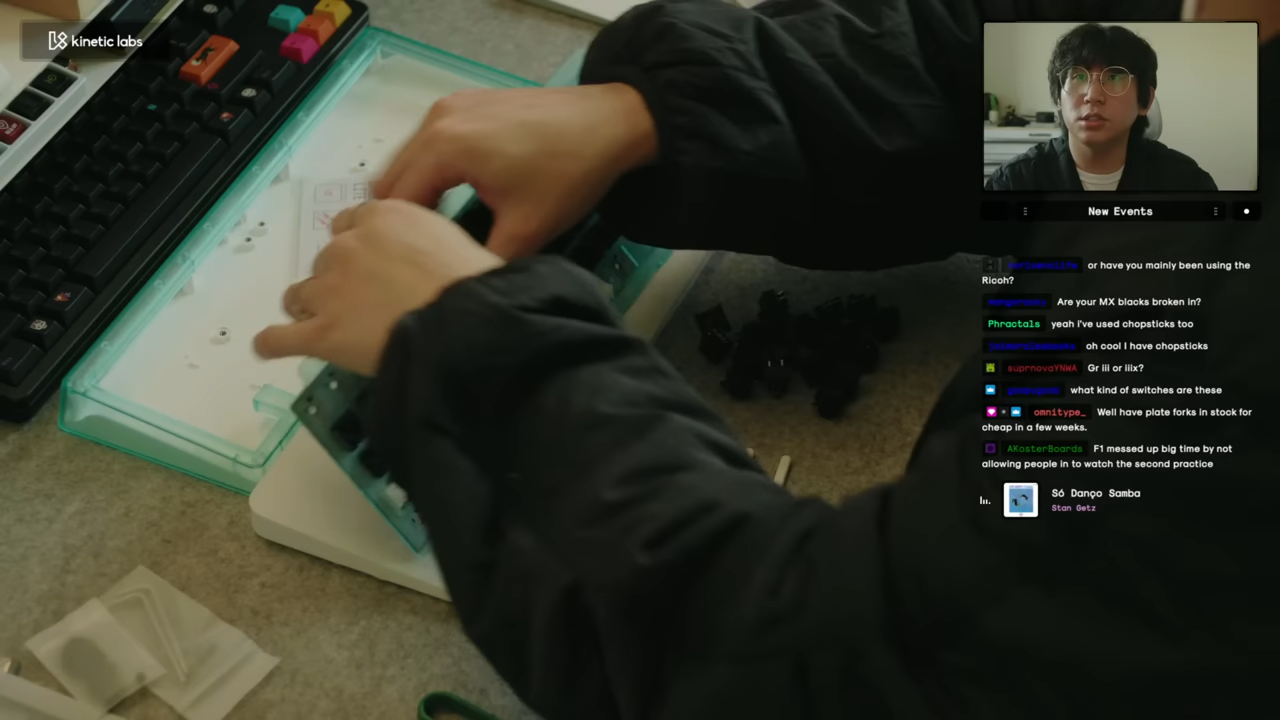 kinetic labs
New Events
or have you mainly been using the
Ricoh?
Are your MX blacks broken in?
Phractals yeah i've used chopsticks too
oh cool I have chopsticks
suprnovaYNWA Gr iii or iiix?
what kind of switches are these
omnitype_ Well have plate forks in stock for
cheap in a few weeks.
AKosterBoards F1 messed up big time by not
allowing people in to watch the second practice
Só Danço Samba
Stan Getz